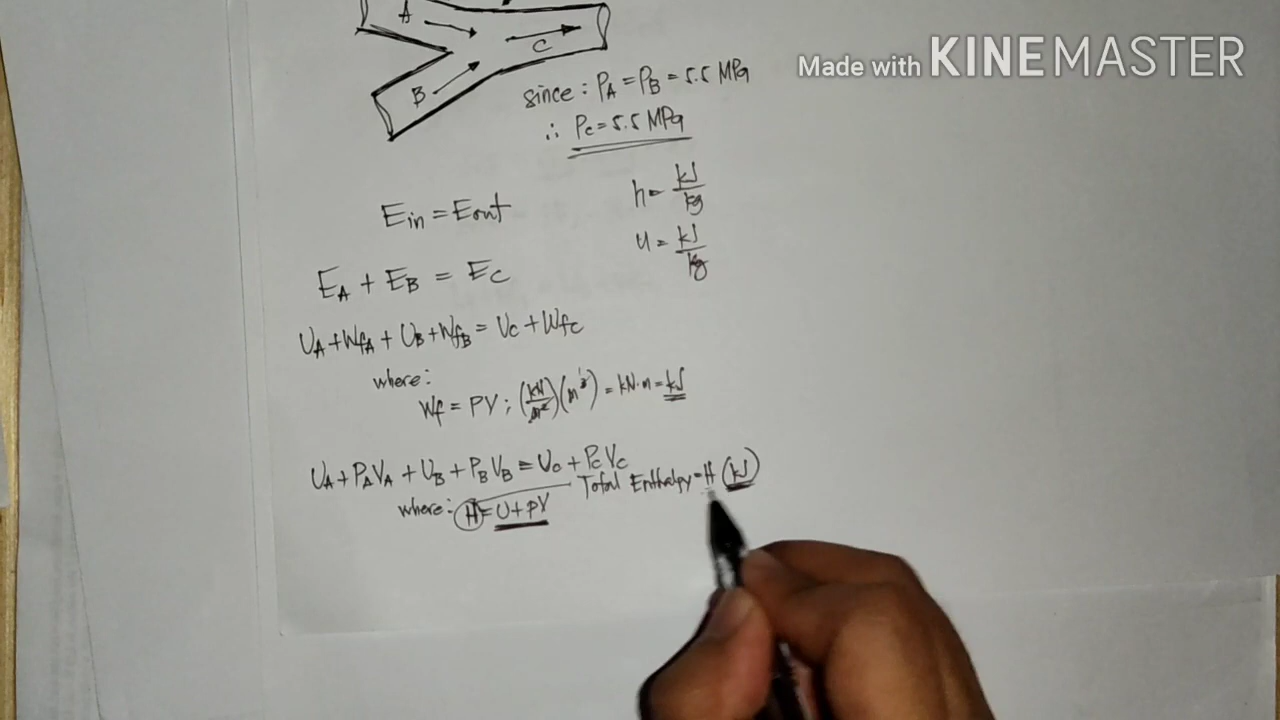 Made with KINEMASTER
A
C
B
since: PA = PB = 5.5 MPa
∴ Pc = 5.5 MPa
Ein = Eout
h = kJ/kg
u = kJ/kg
EA + EB = EC
UA + WfA + UB + WfB = UC + Wfc
where:
Wf = PV ; (kN/m²)(m³) = kN·m = kJ
UA + PAVA + UB + PBVB = UC + PCVC
where: H = U + PV
Total Enthalpy = H (kJ)